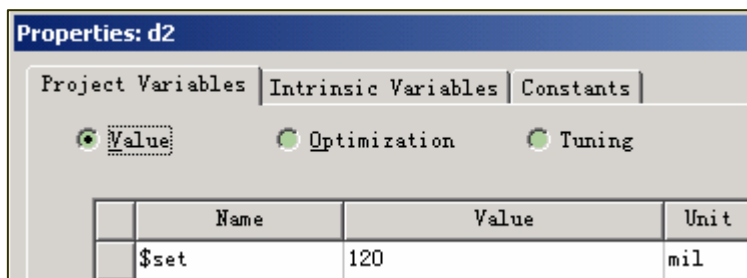 Properties: d2
Project Variables Intrinsic Variables Constants
Value Optimization Tuning
Name Value Unit
$set 120 mil